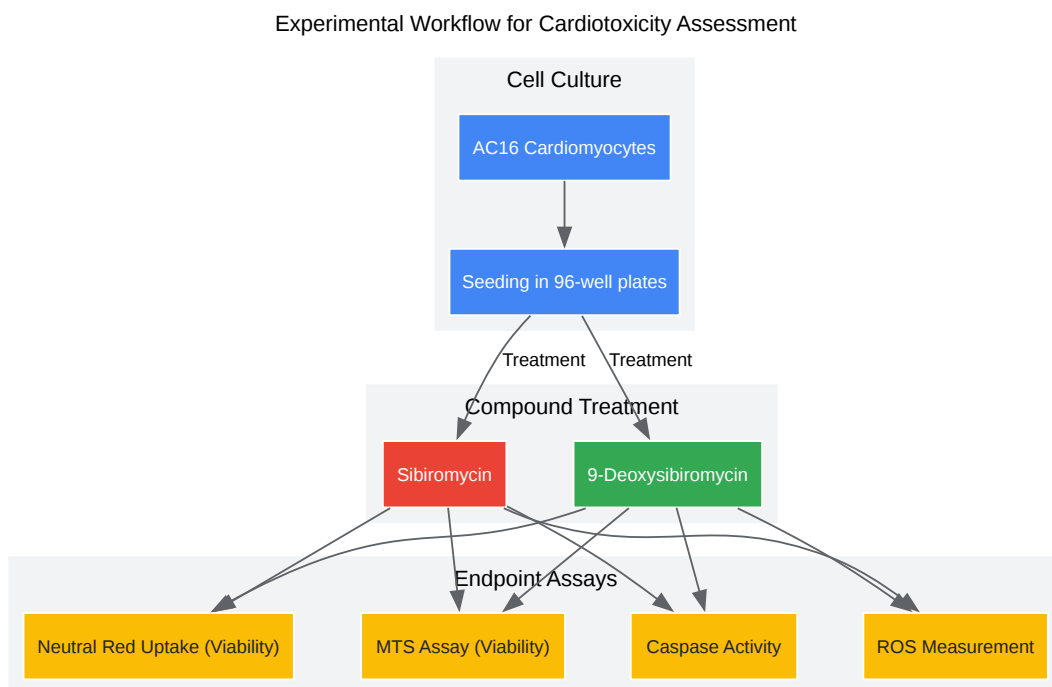 Experimental Workflow for Cardiotoxicity Assessment
Cell Culture
AC16 Cardiomyocytes
Seeding in 96-well plates
Treatment
Treatment
Compound Treatment
Sibiromycin
9-Deoxysibiromycin
Endpoint Assays
Neutral Red Uptake (Viability)
MTS Assay (Viability)
Caspase Activity
ROS Measurement